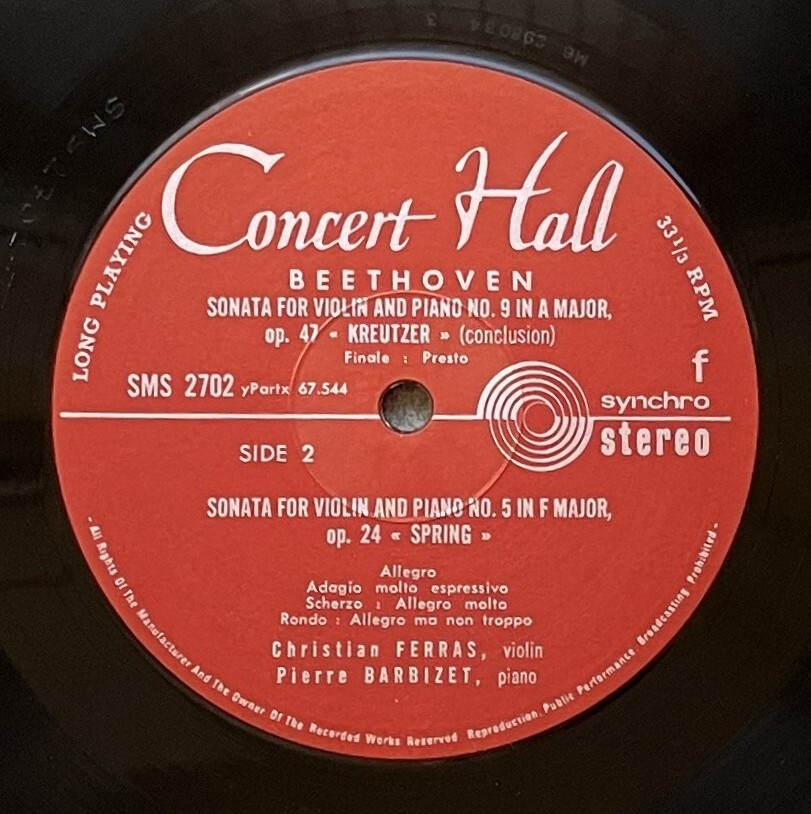 Concert Hall
LONG PLAYING
33 1/3 RPM
BEETHOVEN
SONATA FOR VIOLIN AND PIANO NO. 9 IN A MAJOR,
op. 47 « KREUTZER » (conclusion)
Finale : Presto
SMS 2702 yPartx 67.544
f
synchro
stereo
SIDE 2
SONATA FOR VIOLIN AND PIANO NO. 5 IN F MAJOR,
op. 24 « SPRING »
Allegro
Adagio molto espressivo
Scherzo : Allegro molto
Rondo : Allegro ma non troppo
Christian FERRAS, violin
Pierre BARBIZET, piano
- All Rights Of The Manufacturer And The Owner Of The Recorded Works Reserved Reproduction, Public Performance Broadcasting Prohibited -